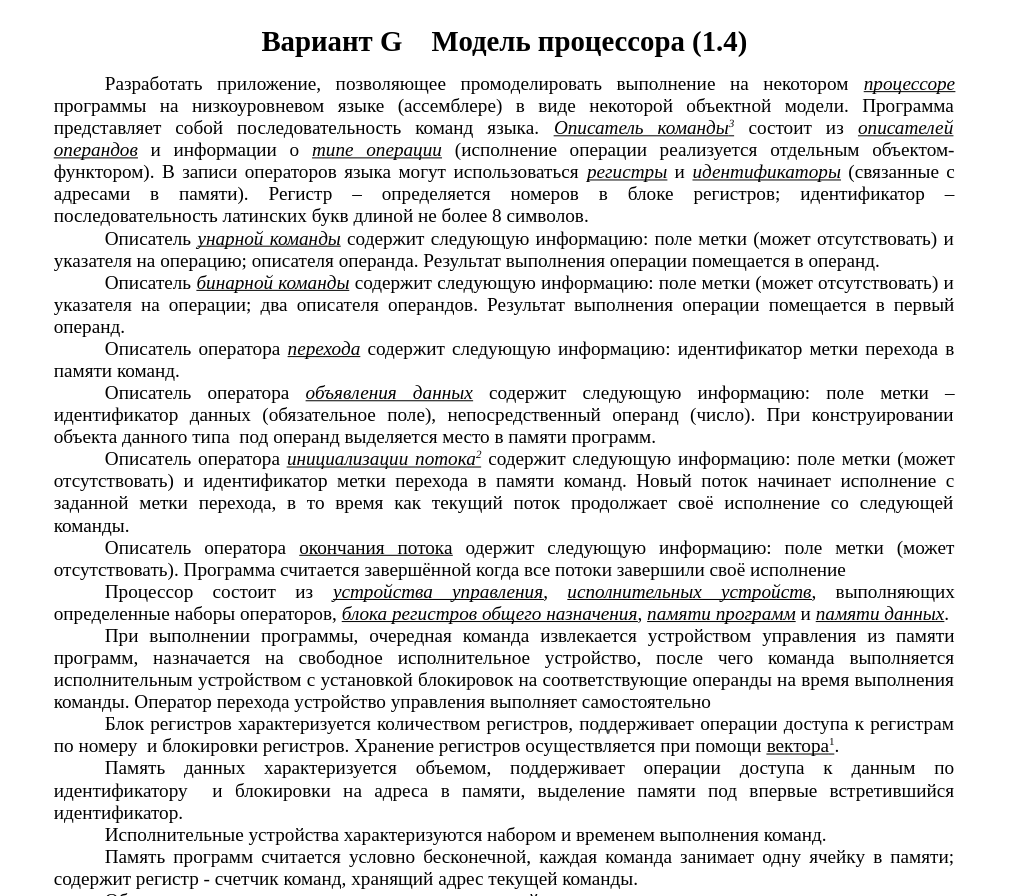 Вариант G    Модель процессора (1.4)
Разработать приложение, позволяющее промоделировать выполнение на некотором процессоре
программы на низкоуровневом языке (ассемблере) в виде некоторой объектной модели. Программа
представляет собой последовательность команд языка. Описатель команды³ состоит из описателей
операндов и информации о типе операции (исполнение операции реализуется отдельным объектом-
функтором). В записи операторов языка могут использоваться регистры и идентификаторы (связанные с
адресами в памяти). Регистр – определяется номеров в блоке регистров; идентификатор –
последовательность латинских букв длиной не более 8 символов.
Описатель унарной команды содержит следующую информацию: поле метки (может отсутствовать) и
указателя на операцию; описателя операнда. Результат выполнения операции помещается в операнд.
Описатель бинарной команды содержит следующую информацию: поле метки (может отсутствовать) и
указателя на операции; два описателя операндов. Результат выполнения операции помещается в первый
операнд.
Описатель оператора перехода содержит следующую информацию: идентификатор метки перехода в
памяти команд.
Описатель оператора объявления данных содержит следующую информацию: поле метки –
идентификатор данных (обязательное поле), непосредственный операнд (число). При конструировании
объекта данного типа  под операнд выделяется место в памяти программ.
Описатель оператора инициализации потока² содержит следующую информацию: поле метки (может
отсутствовать) и идентификатор метки перехода в памяти команд. Новый поток начинает исполнение с
заданной метки перехода, в то время как текущий поток продолжает своё исполнение со следующей
команды.
Описатель оператора окончания потока одержит следующую информацию: поле метки (может
отсутствовать). Программа считается завершённой когда все потоки завершили своё исполнение
Процессор состоит из устройства управления, исполнительных устройств, выполняющих
определенные наборы операторов, блока регистров общего назначения, памяти программ и памяти данных.
При выполнении программы, очередная команда извлекается устройством управления из памяти
программ, назначается на свободное исполнительное устройство, после чего команда выполняется
исполнительным устройством с установкой блокировок на соответствующие операнды на время выполнения
команды. Оператор перехода устройство управления выполняет самостоятельно
Блок регистров характеризуется количеством регистров, поддерживает операции доступа к регистрам
по номеру  и блокировки регистров. Хранение регистров осуществляется при помощи вектора¹.
Память данных характеризуется объемом, поддерживает операции доступа к данным по
идентификатору  и блокировки на адреса в памяти, выделение памяти под впервые встретившийся
идентификатор.
Исполнительные устройства характеризуются набором и временем выполнения команд.
Память программ считается условно бесконечной, каждая команда занимает одну ячейку в памяти;
содержит регистр - счетчик команд, хранящий адрес текущей команды.